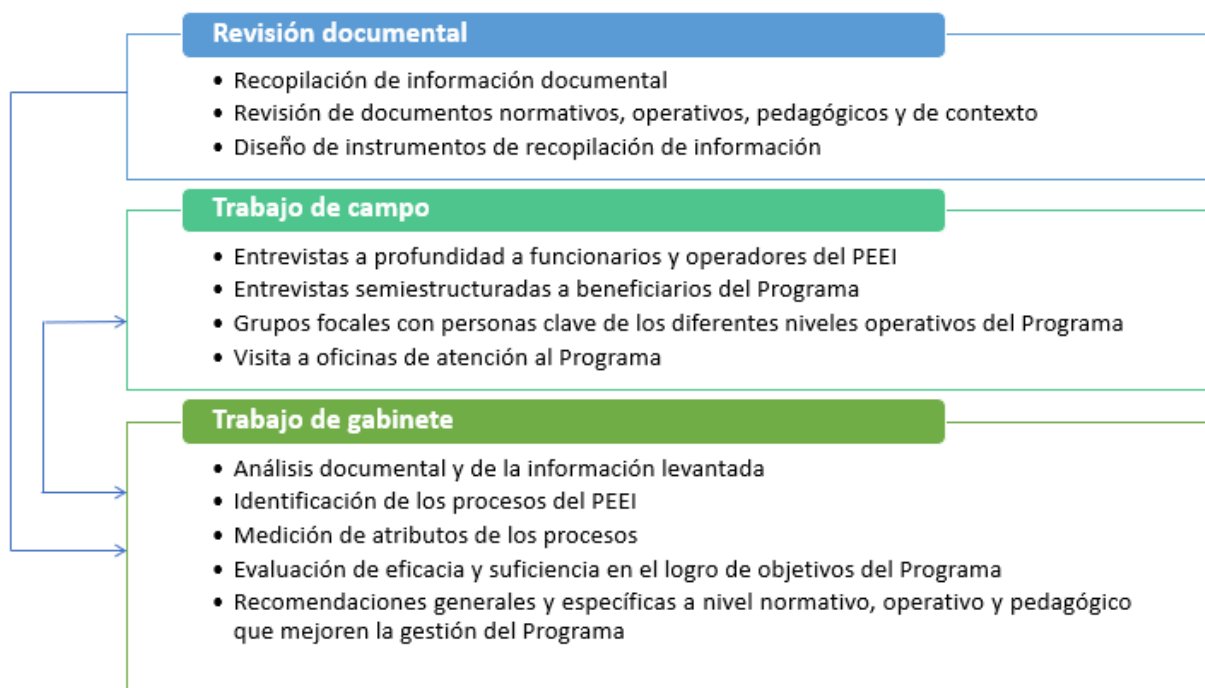 Revisión documental
• Recopilación de información documental
• Revisión de documentos normativos, operativos, pedagógicos y de contexto
• Diseño de instrumentos de recopilación de información
Trabajo de campo
• Entrevistas a profundidad a funcionarios y operadores del PEEI
• Entrevistas semiestructuradas a beneficiarios del Programa
• Grupos focales con personas clave de los diferentes niveles operativos del Programa
• Visita a oficinas de atención al Programa
Trabajo de gabinete
• Análisis documental y de la información levantada
• Identificación de los procesos del PEEI
• Medición de atributos de los procesos
• Evaluación de eficacia y suficiencia en el logro de objetivos del Programa
• Recomendaciones generales y específicas a nivel normativo, operativo y pedagógico
que mejoren la gestión del Programa